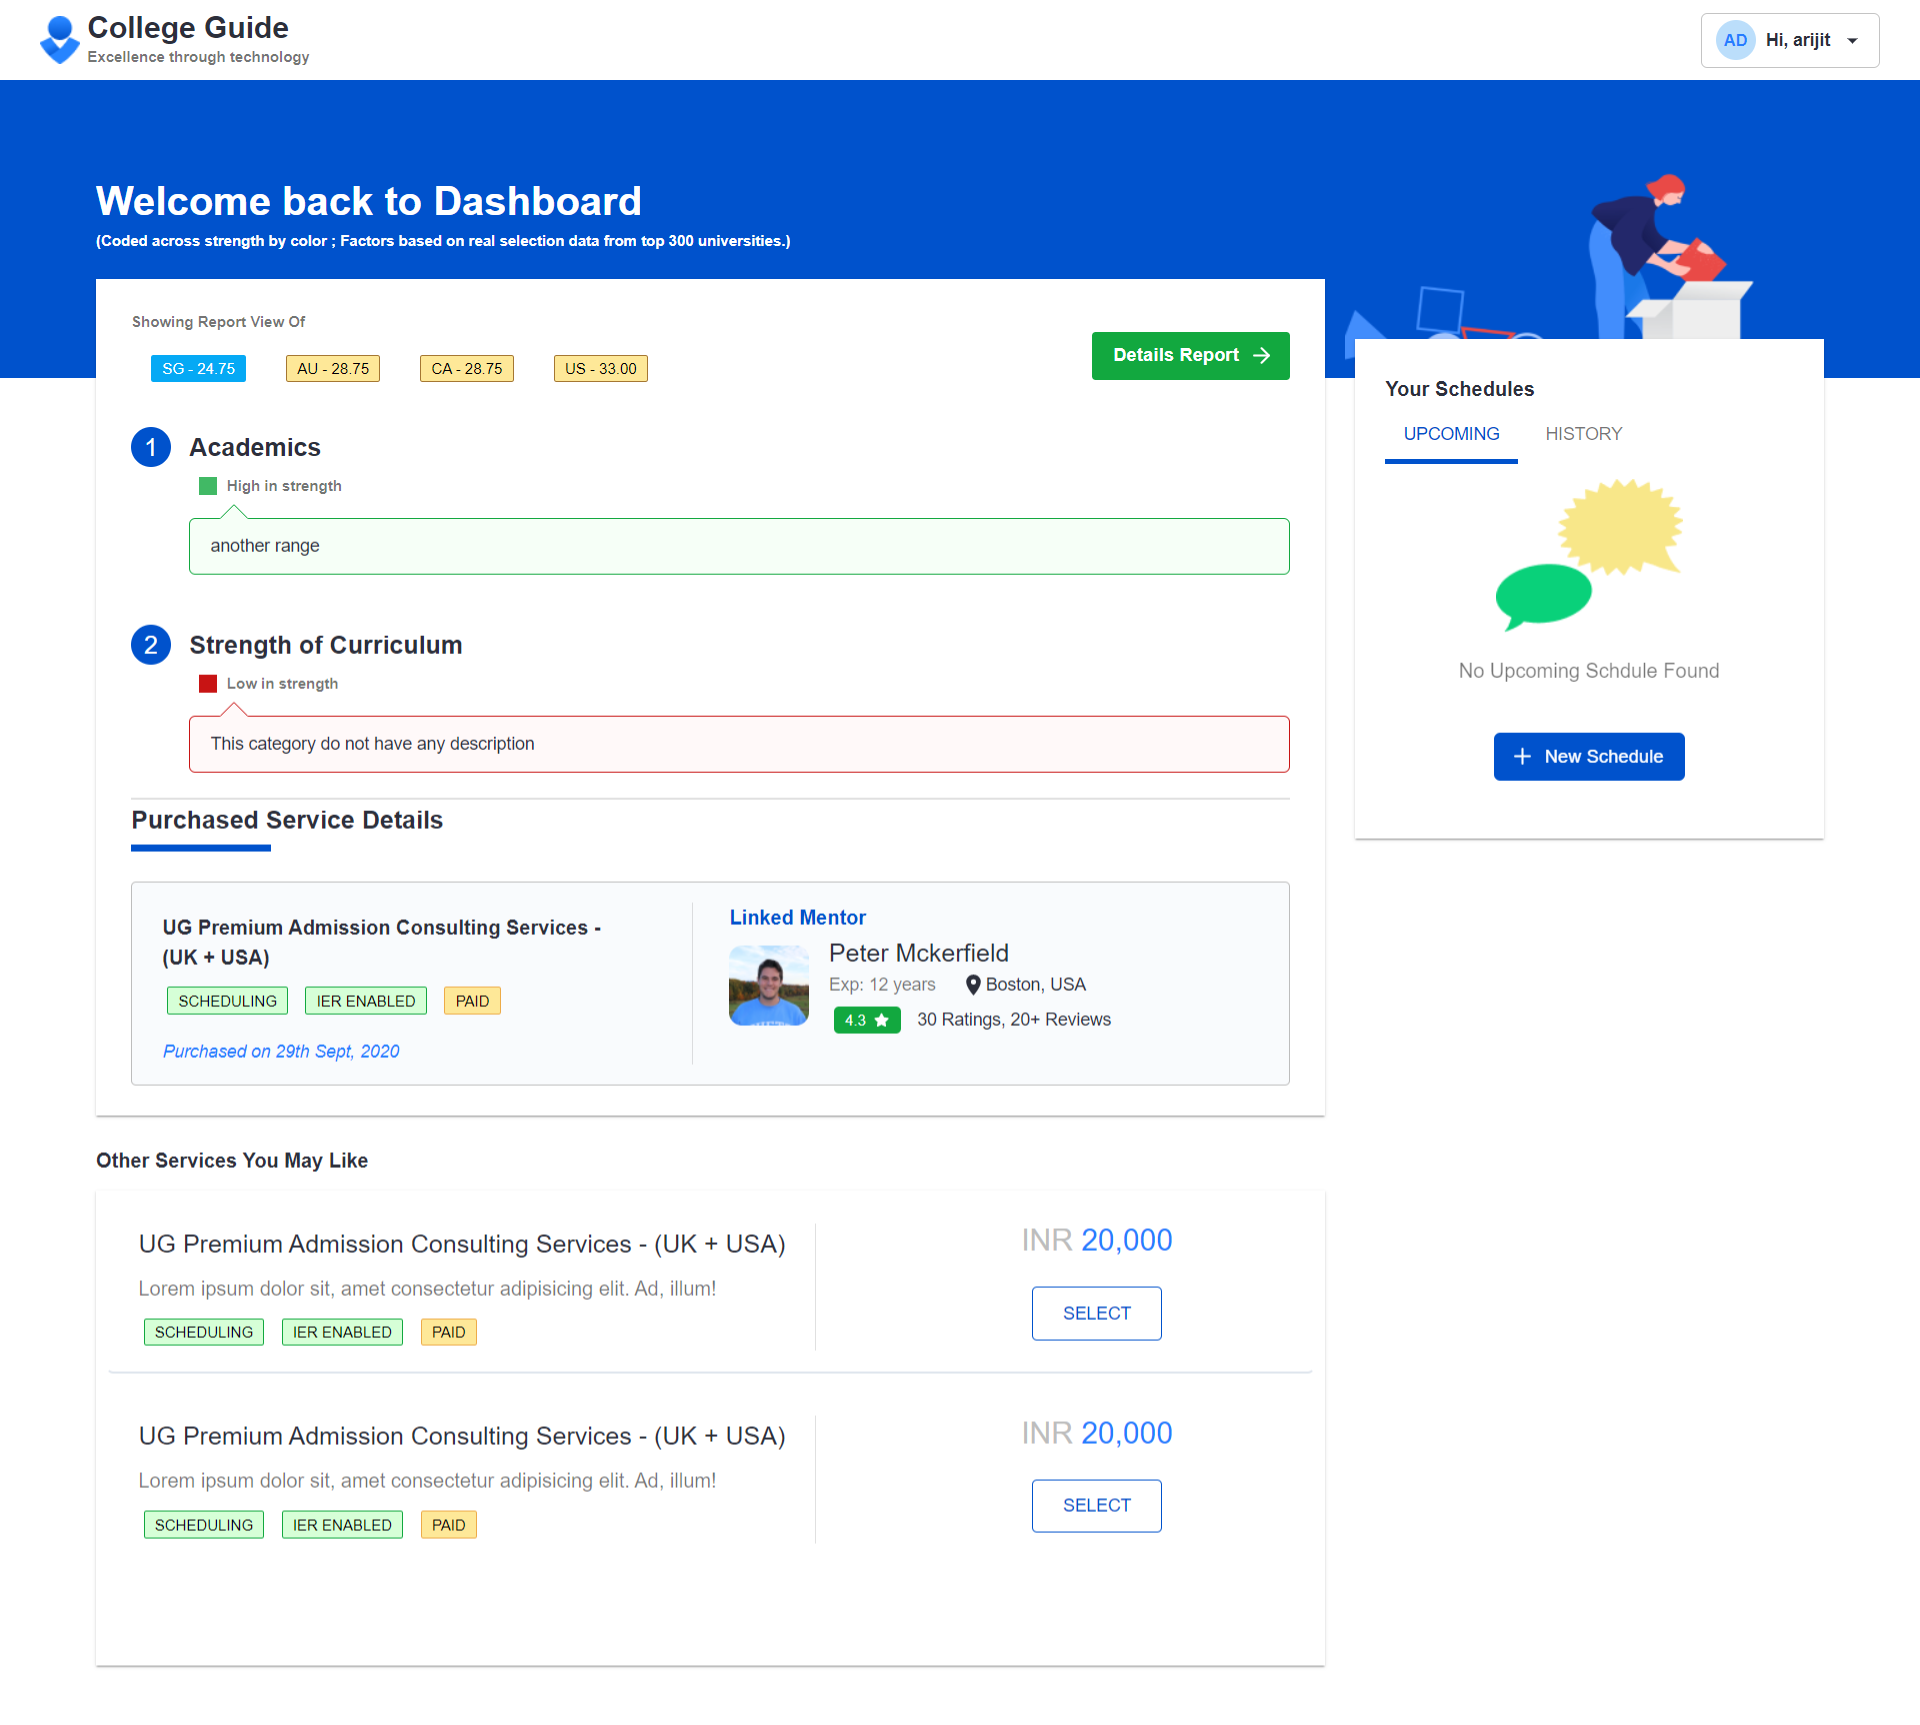 College Guide
Excellence through technology
AD Hi, arijit
Welcome back to Dashboard
(Coded across strength by color ; Factors based on real selection data from top 300 universities.)
Showing Report View Of
SG - 24.75 AU - 28.75 CA - 28.75 US - 33.00
Details Report
1 Academics
High in strength
another range
2 Strength of Curriculum
Low in strength
This category do not have any description
Purchased Service Details
UG Premium Admission Consulting Services -
(UK + USA)
SCHEDULING IER ENABLED PAID
Purchased on 29th Sept, 2020
Linked Mentor
Peter Mckerfield
Exp: 12 years Boston, USA
4.3 30 Ratings, 20+ Reviews
Your Schedules
UPCOMING HISTORY
No Upcoming Schdule Found
New Schedule
Other Services You May Like
UG Premium Admission Consulting Services - (UK + USA)
Lorem ipsum dolor sit, amet consectetur adipisicing elit. Ad, illum!
SCHEDULING IER ENABLED PAID
INR 20,000
SELECT
UG Premium Admission Consulting Services - (UK + USA)
Lorem ipsum dolor sit, amet consectetur adipisicing elit. Ad, illum!
SCHEDULING IER ENABLED PAID
INR 20,000
SELECT